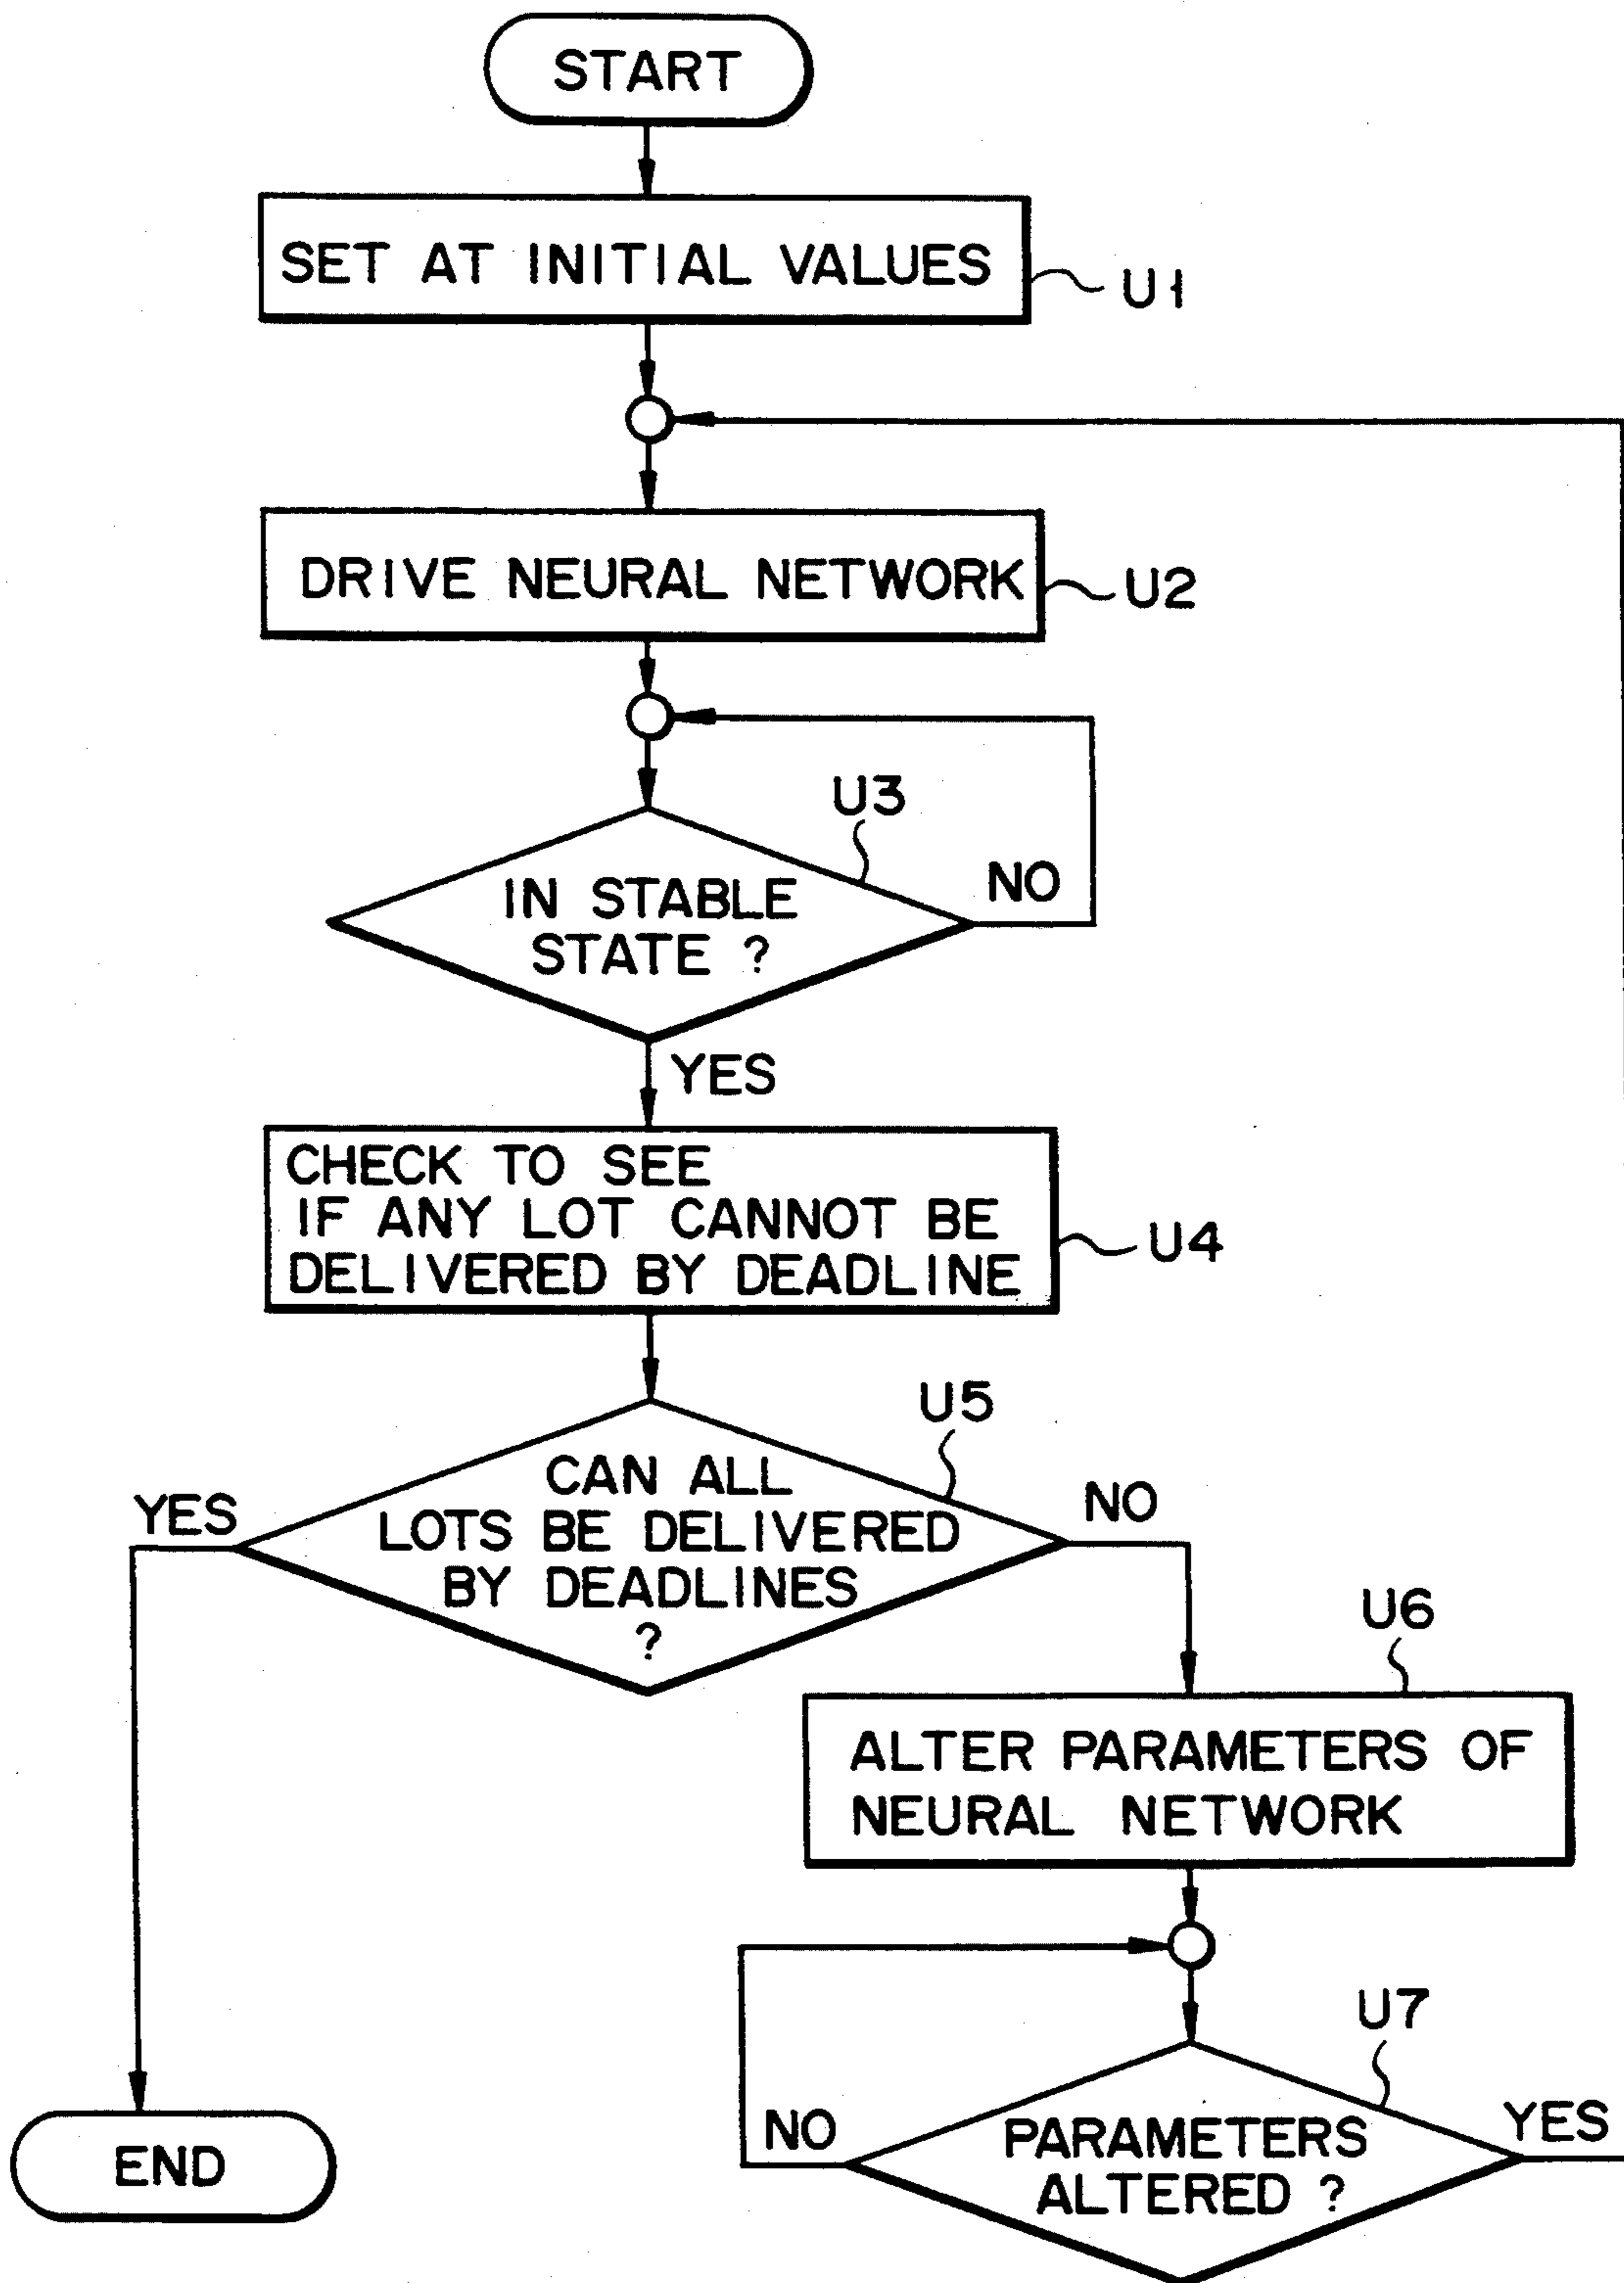 START
SET AT INITIAL VALUES
U1
DRIVE NEURAL NETWORK
U2
U3
IN STABLE
STATE ?
NO
YES
CHECK TO SEE
IF ANY LOT CANNOT BE
DELIVERED BY DEADLINE
U4
U5
CAN ALL
LOTS BE DELIVERED
BY DEADLINES
?
YES
NO
U6
ALTER PARAMETERS OF
NEURAL NETWORK
U7
PARAMETERS
ALTERED ?
NO
YES
END